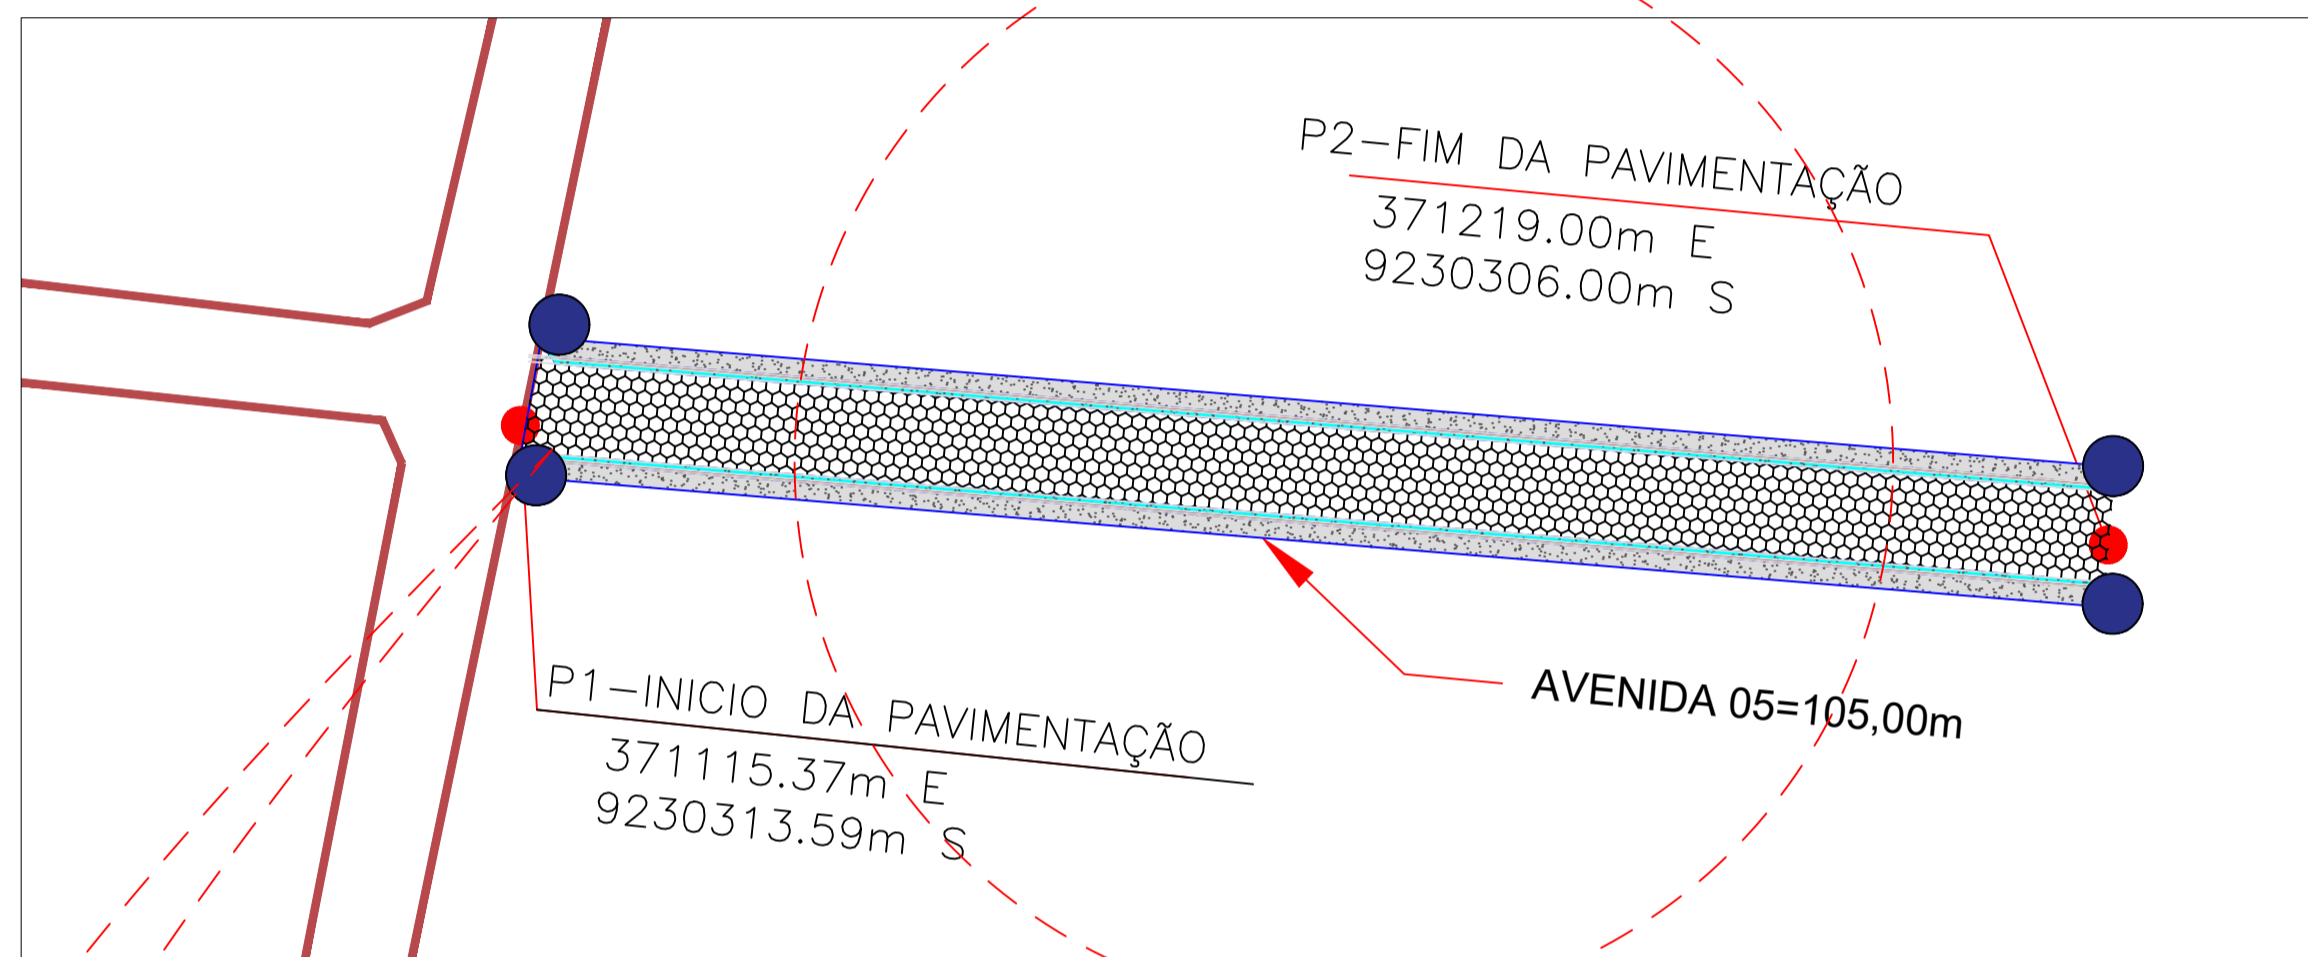 P2-FIM DA PAVIMENTAÇÃO
371219.00m E
9230306.00m S
P1-INICIO DA PAVIMENTAÇÃO
371115.37m E
9230313.59m S
AVENIDA 05=105,00m